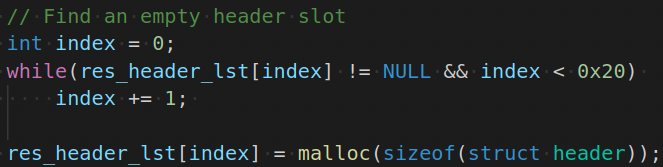 // Find an empty header slot
int index = 0;
while(res_header_lst[index] != NULL && index < 0x20)
    index += 1;
res_header_lst[index] = malloc(sizeof(struct header));